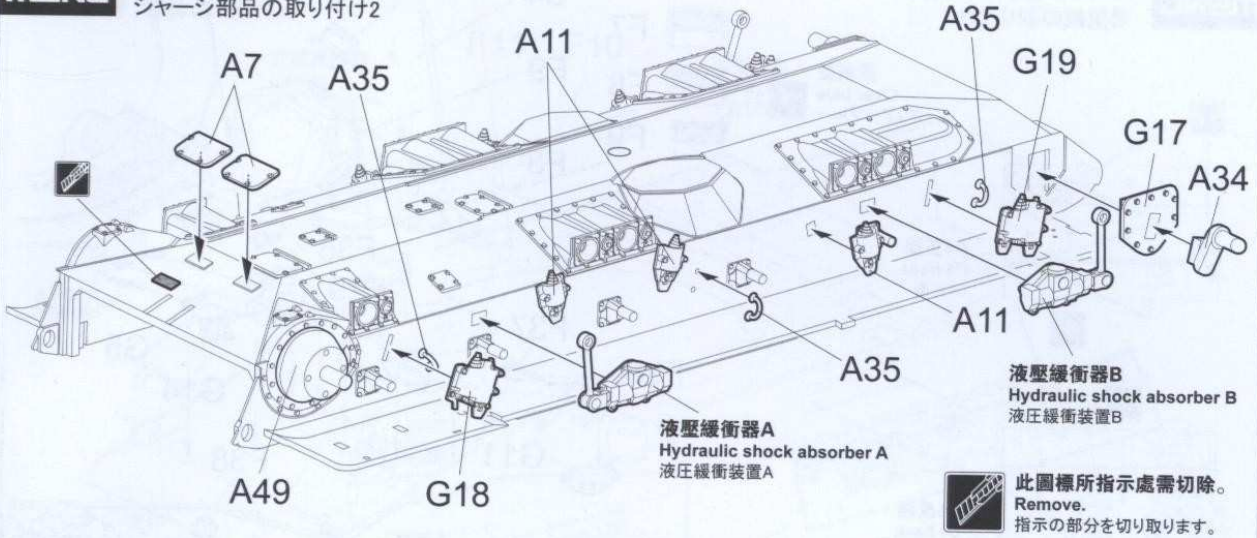 シャーシ部品の取り付け2
A7
A35
A11
A35
G19
G17
A34
A11
A35
A49
G18
液壓緩衝器A
Hydraulic shock absorber A
液圧緩衝装置A
液壓緩衝器B
Hydraulic shock absorber B
液圧緩衝装置B
此圖標所指示處需切除。
Remove.
指示の部分を切り取ります。